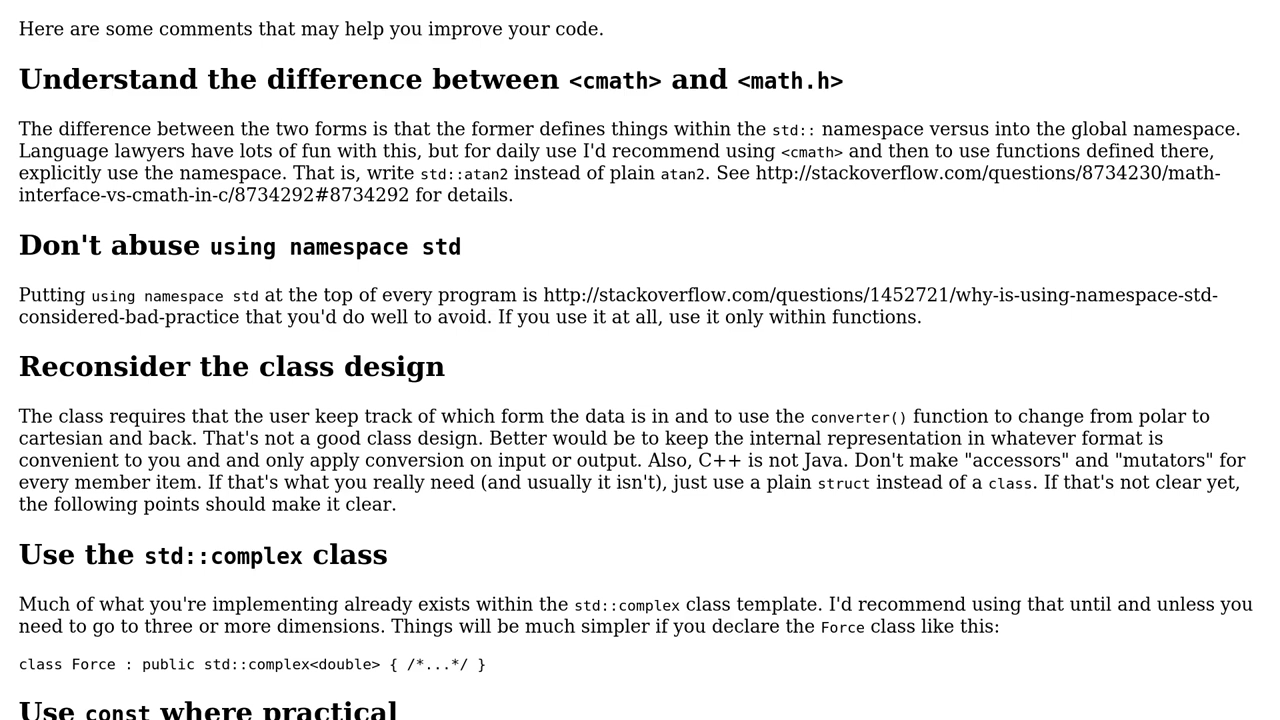 Here are some comments that may help you improve your code.
Understand the difference between <cmath> and <math.h>
The difference between the two forms is that the former defines things within the std:: namespace versus into the global namespace.
Language lawyers have lots of fun with this, but for daily use I'd recommend using <cmath> and then to use functions defined there,
explicitly use the namespace. That is, write std::atan2 instead of plain atan2. See http://stackoverflow.com/questions/8734230/math-
interface-vs-cmath-in-c/8734292#8734292 for details.
Don't abuse using namespace std
Putting using namespace std at the top of every program is http://stackoverflow.com/questions/1452721/why-is-using-namespace-std-
considered-bad-practice that you'd do well to avoid. If you use it at all, use it only within functions.
Reconsider the class design
The class requires that the user keep track of which form the data is in and to use the converter() function to change from polar to
cartesian and back. That's not a good class design. Better would be to keep the internal representation in whatever format is
convenient to you and and only apply conversion on input or output. Also, C++ is not Java. Don't make "accessors" and "mutators" for
every member item. If that's what you really need (and usually it isn't), just use a plain struct instead of a class. If that's not clear yet,
the following points should make it clear.
Use the std::complex class
Much of what you're implementing already exists within the std::complex class template. I'd recommend using that until and unless you
need to go to three or more dimensions. Things will be much simpler if you declare the Force class like this:
class Force : public std::complex<double> { /*...*/ }
Use const where practical